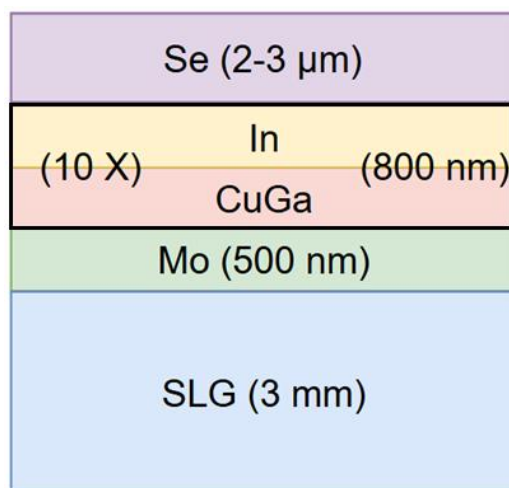 Se (2-3 μm)
In
(10 X) (800 nm)
CuGa
Mo (500 nm)
SLG (3 mm)